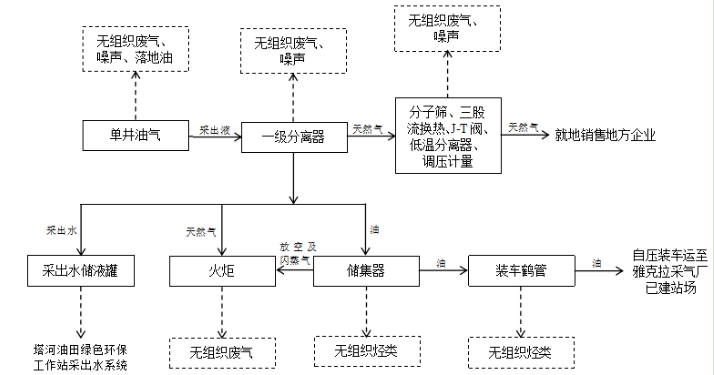 无组织废气、
噪声、落地油
无组织废气、
噪声
无组织废气、
噪声
单井油气
采出液
一级分离器
天然气
分子筛、三股
流换热、J-T阀、
低温分离器、
调压计量
天然气
就地销售地方企业
采出水
天然气
油
采出水储液罐
火炬
放空及
闪蒸气
储集器
油
装车鹤管
油
自压装车运至
雅克拉采气厂
已建站场
塔河油田绿色环保
工作站采出水系统
无组织废气
无组织烃类
无组织烃类